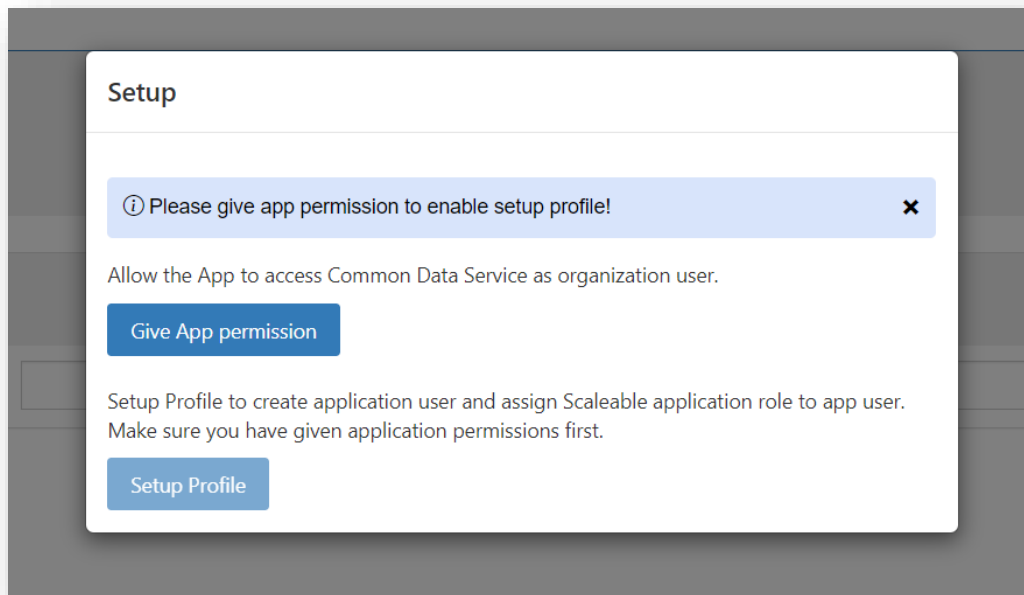 Setup
Please give app permission to enable setup profile!
Allow the App to access Common Data Service as organization user.
Give App permission
Setup Profile to create application user and assign Scaleable application role to app user.
Make sure you have given application permissions first.
Setup Profile